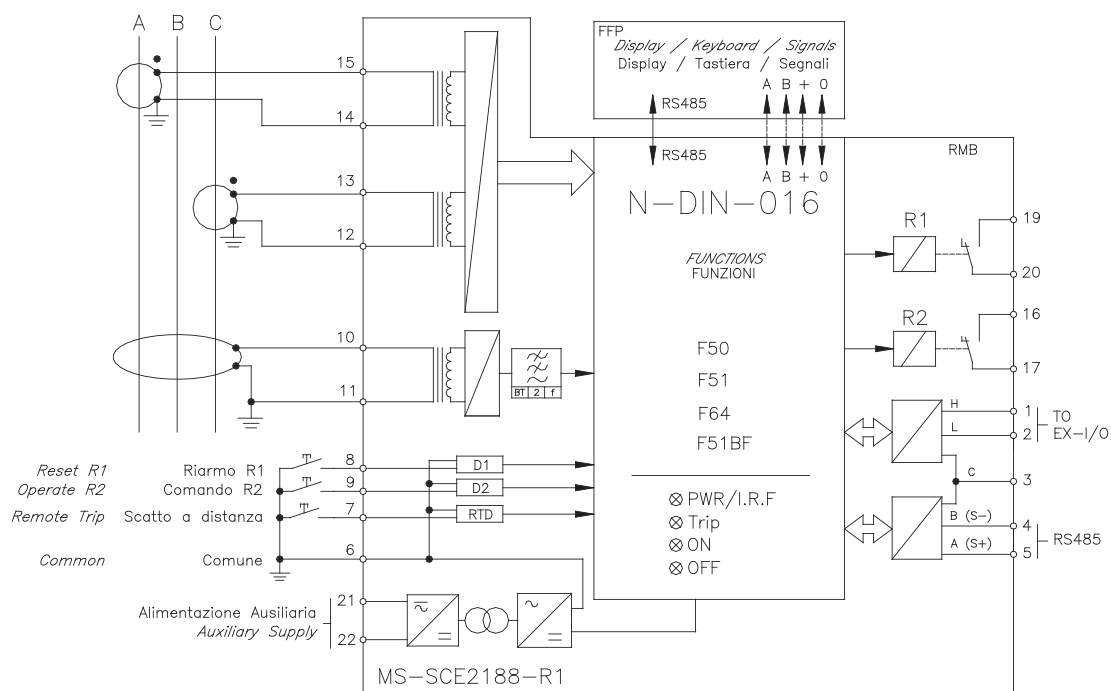 A B C
FFP
Display / Keyboard / Signals
Display / Tastiera / Segnali
A B + 0
RS485
RS485
A B + 0
RMB
15
14
13
12
N-DIN-016
FUNCTIONS
FUNZIONI
R1
19
20
R2
16
17
10
11
BT 2 f
F50
F51
F64
F51BF
H
L
1
2
TO
EX-I/O
C
3
B (S-)
A (S+)
4
5
RS485
Reset R1 Riarmo R1 8 D1
Operate R2 Comando R2 9 D2
Remote Trip Scatto a distanza 7 RTD
Common Comune 6
PWR/I.R.F
Trip
ON
OFF
Alimentazione Ausiliaria
Auxiliary Supply
21
22
MS-SCE2188-R1